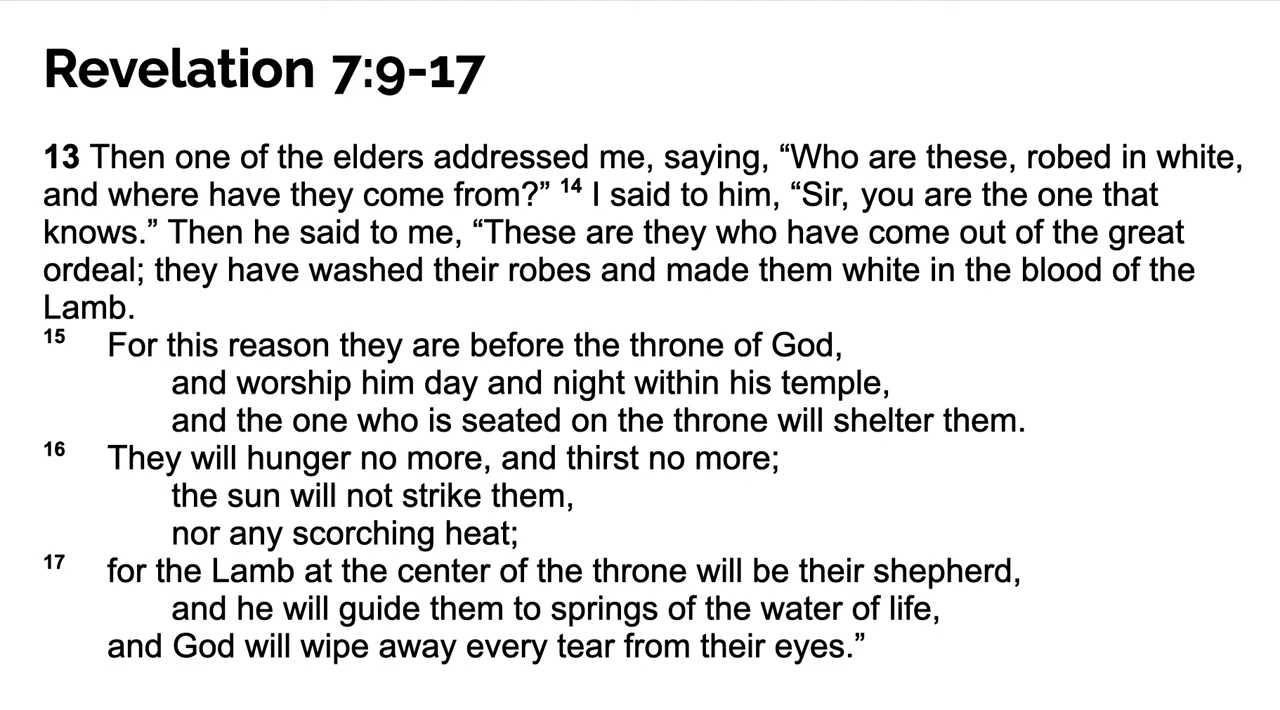 Revelation 7:9-17
13 Then one of the elders addressed me, saying, “Who are these, robed in white,
and where have they come from?” 14 I said to him, “Sir, you are the one that
knows.” Then he said to me, “These are they who have come out of the great
ordeal; they have washed their robes and made them white in the blood of the
Lamb.
15 For this reason they are before the throne of God,
and worship him day and night within his temple,
and the one who is seated on the throne will shelter them.
16 They will hunger no more, and thirst no more;
the sun will not strike them,
nor any scorching heat;
17 for the Lamb at the center of the throne will be their shepherd,
and he will guide them to springs of the water of life,
and God will wipe away every tear from their eyes.”